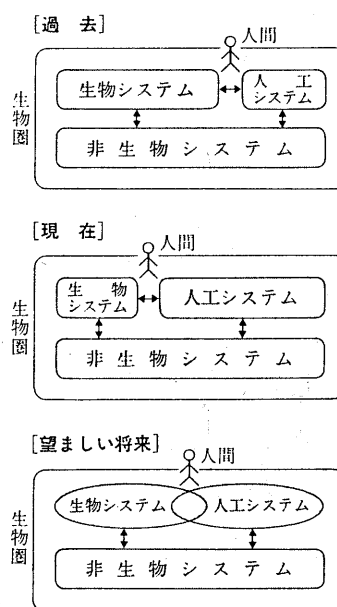 [過去]
人間
生物圏
生物システム
人工
システム
非生物システム
[現在]
人間
生物圏
生物
システム
人工システム
非生物システム
[望ましい将来]
人間
生物圏
生物システム
人工システム
非生物システム